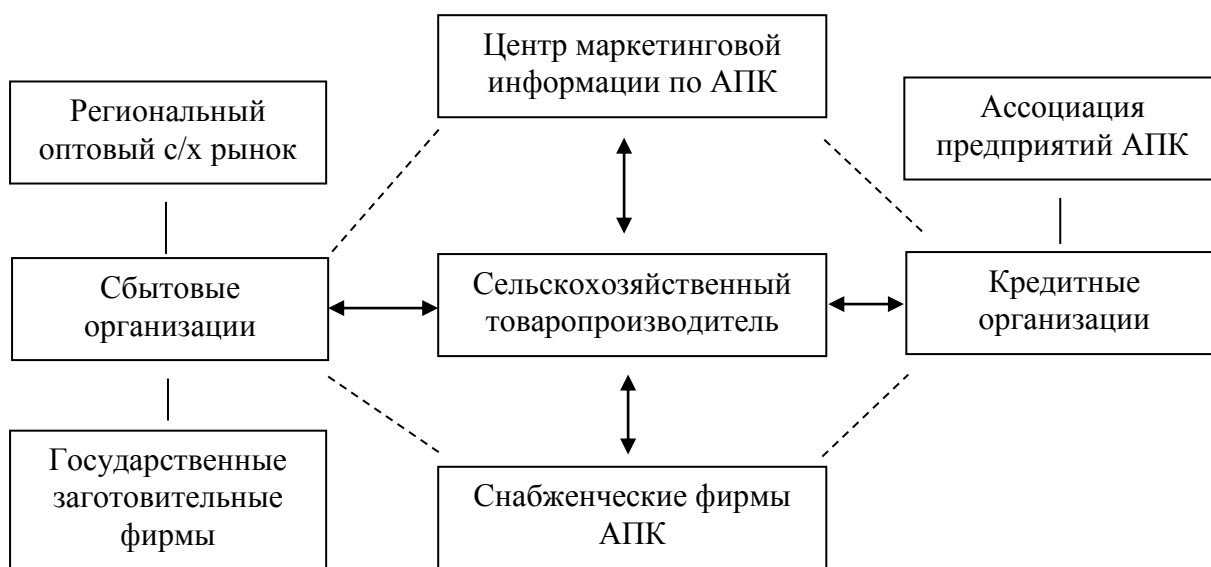 Центр маркетинговой
информации по АПК
Региональный
оптовый с/х рынок
Ассоциация
предприятий АПК
Сбытовые
организации
Сельскохозяйственный
товаропроизводитель
Кредитные
организации
Государственные
заготовительные
фирмы
Снабженческие фирмы
АПК